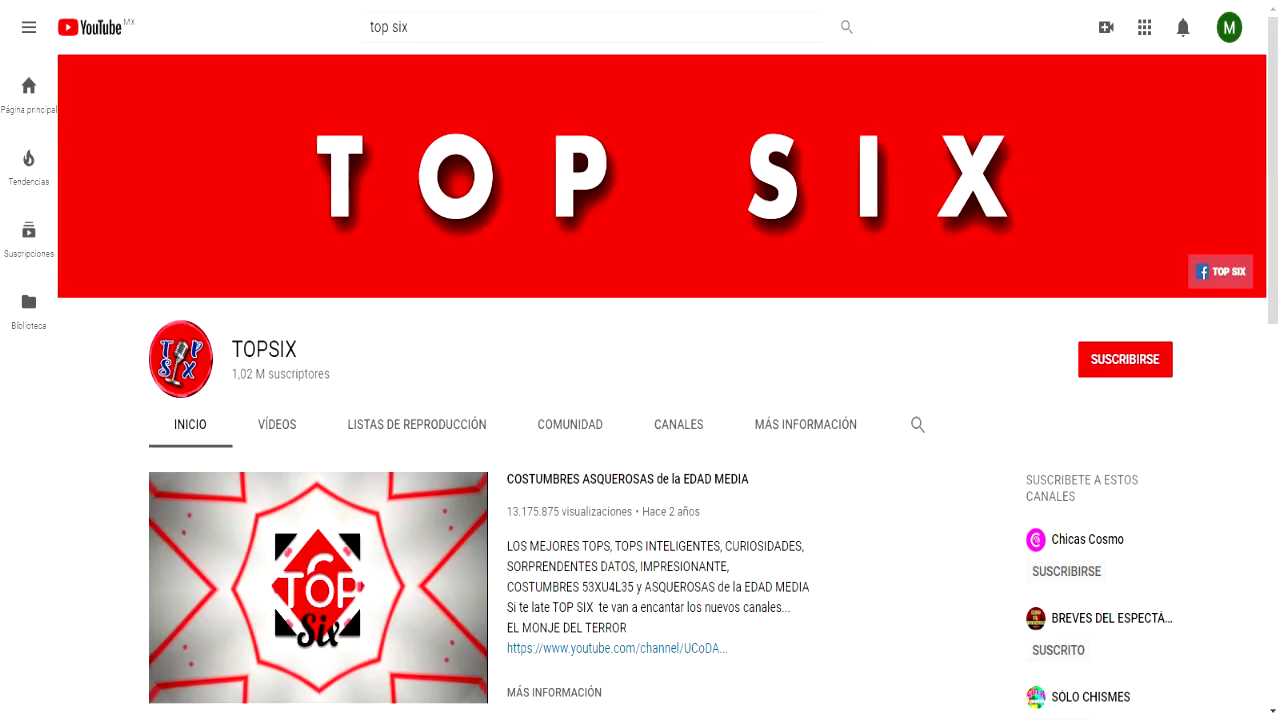 YouTube MX
top six
M
Página principal
Tendencias
Suscripciones
Biblioteca
TOP SIX
f TOP SIX
TOP SIX
TOPSIX
1,02 M suscriptores
SUSCRIBIRSE
INICIO
VÍDEOS
LISTAS DE REPRODUCCIÓN
COMUNIDAD
CANALES
MÁS INFORMACIÓN
TOP
Six
COSTUMBRES ASQUEROSAS de la EDAD MEDIA
13.175.875 visualizaciones • Hace 2 años
LOS MEJORES TOPS, TOPS INTELIGENTES, CURIOSIDADES,
SORPRENDENTES DATOS, IMPRESIONANTE,
COSTUMBRES 53XU4L35 y ASQUEROSAS de la EDAD MEDIA
Si te late TOP SIX te van a encantar los nuevos canales...
EL MONJE DEL TERROR
https://www.youtube.com/channel/UCoDA...
MÁS INFORMACIÓN
SUSCRIBETE A ESTOS
CANALES
Chicas Cosmo
SUSCRIBIRSE
BREVES DEL ESPECTÁ...
SUSCRITO
SÓLO CHISMES